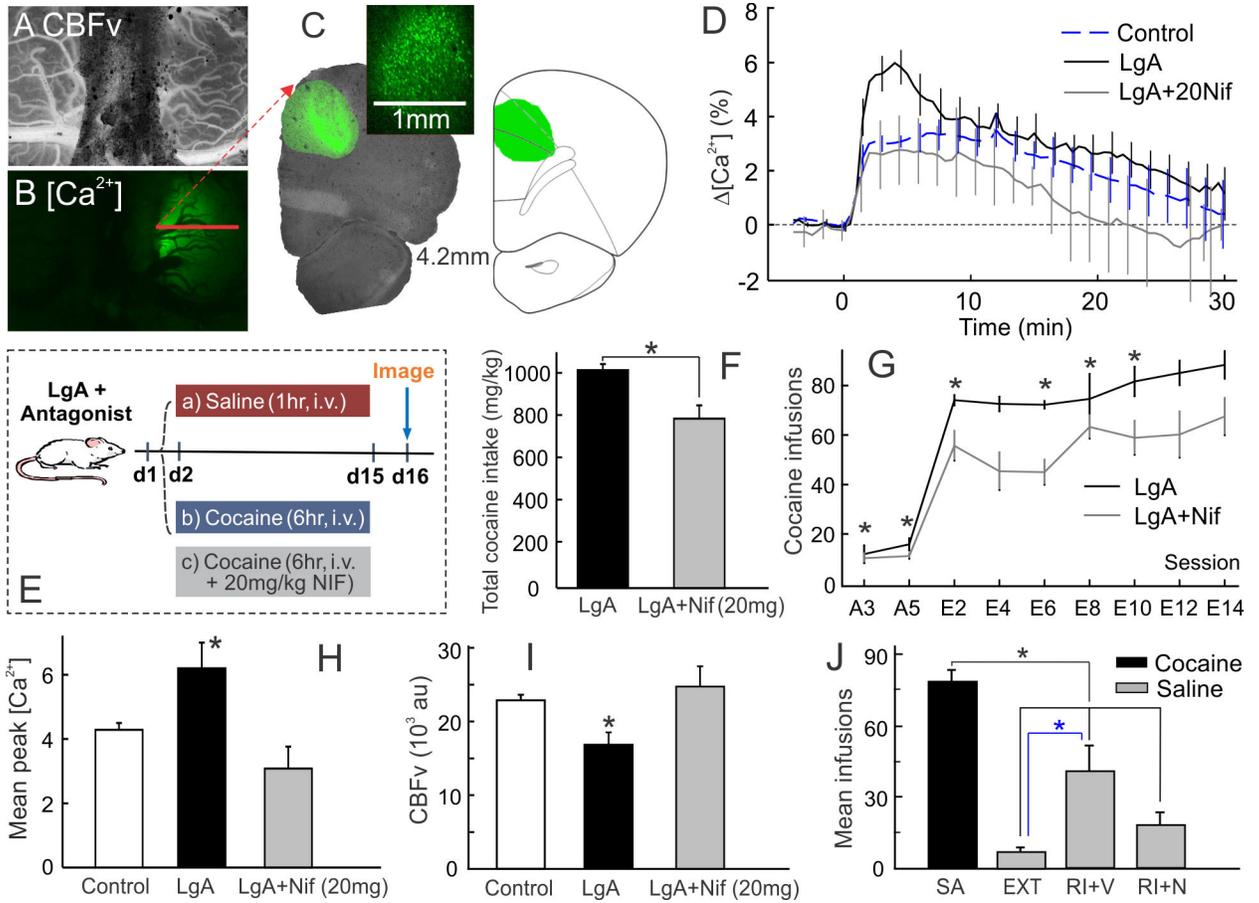 A CBFv
B [Ca²⁺]
C
1mm
4.2mm
D
Δ[Ca²⁺] (%)
8
6
4
2
0
-2
Control
LgA
LgA+20Nif
0
10
20
30
Time (min)
E
LgA +
Antagonist
Image
a) Saline (1hr, i.v.)
d1
d2
d15
d16
b) Cocaine (6hr, i.v.)
c) Cocaine (6hr, i.v.
+ 20mg/kg NIF)
F
Total cocaine intake (mg/kg)
1000
800
600
400
200
0
*
LgA
LgA+Nif (20mg)
G
Cocaine infusions
80
60
40
20
0
*
*
*
*
*
*
LgA
LgA+Nif
Session
A3
A5
E2
E4
E6
E8
E10
E12
E14
H
Mean peak [Ca²⁺]
6
4
2
0
*
Control
LgA
LgA+Nif (20mg)
I
CBFv (10³ au)
30
20
10
0
*
Control
LgA
LgA+Nif (20mg)
J
Mean infusions
90
60
30
0
*
*
Cocaine
Saline
SA
EXT
RI+V
RI+N